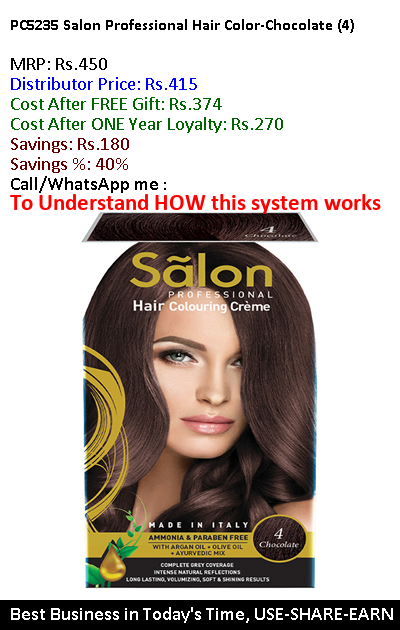 PC5235 Salon Professional Hair Color-Chocolate (4)
MRP: Rs.450
Distributor Price: Rs.415
Cost After FREE Gift: Rs.374
Cost After ONE Year Loyalty: Rs.270
Savings: Rs.180
Savings %: 40%
Call/WhatsApp me :
To Understand HOW this system works
4
Chocolate
Sãlon
PROFESSIONAL
Hair Colouring Crème
MADE IN ITALY
AMMONIA & PARABEN FREE
WITH ARGAN OIL + OLIVE OIL
+ AYURVEDIC MIX
4
Chocolate
COMPLETE GREY COVERAGE
INTENSE NATURAL REFLECTIONS
LONG LASTING, VOLUMIZING, SOFT & SHINING RESULTS
Best Business in Today's Time, USE-SHARE-EARN